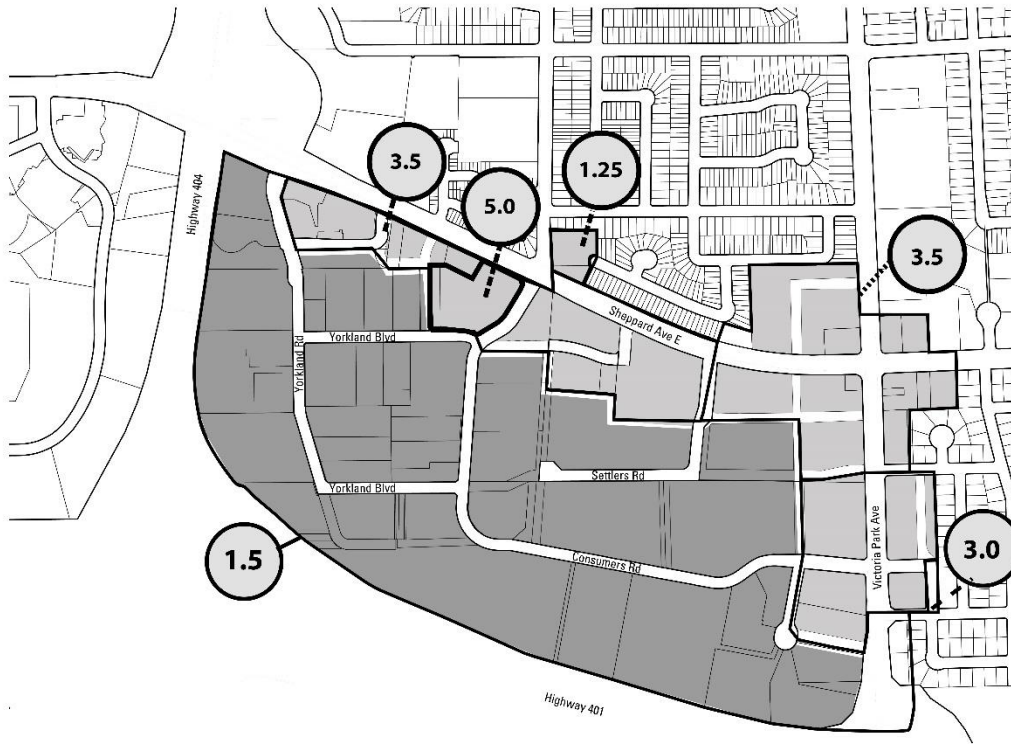 3.5
1.25
5.0
Highway 404
3.5
Sheppard Ave E
Yorkland Blvd
Yorkland Rd
Settlers Rd
Yorkland Blvd
Victoria Park Ave
1.5
3.0
Consumers Rd
Highway 401